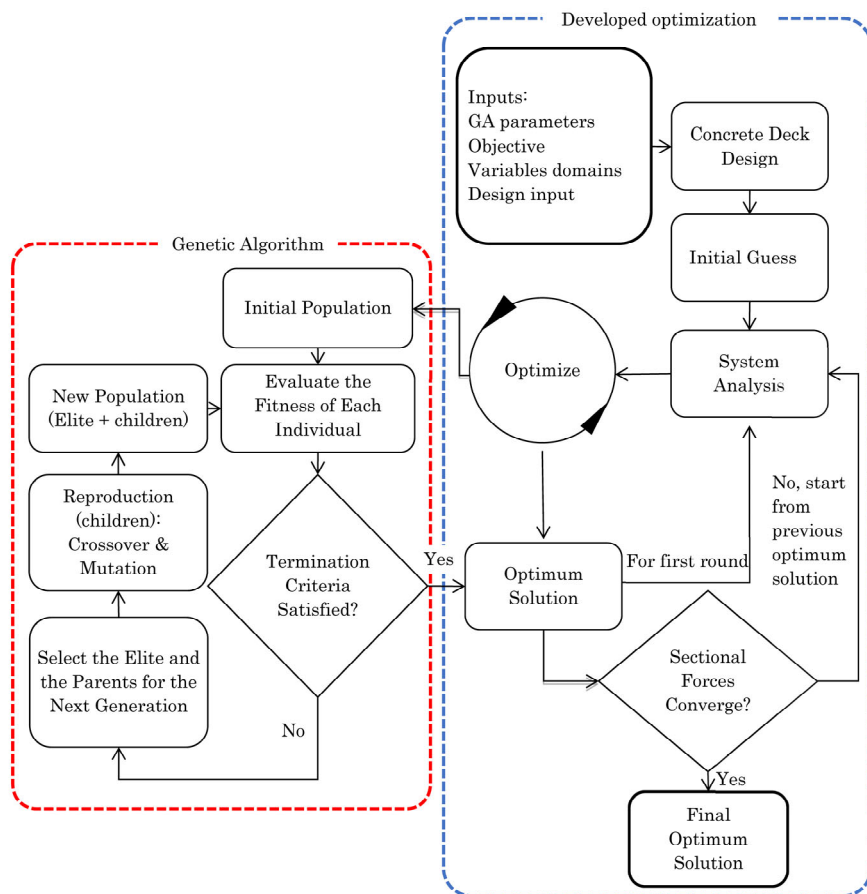 Developed optimization
Inputs:
GA parameters
Objective
Variables domains
Design input
Concrete Deck
Design
Initial Guess
System
Analysis
Optimize
Genetic Algorithm
Initial Population
Evaluate the
Fitness of Each
Individual
New Population
(Elite + children)
Reproduction
(children):
Crossover &
Mutation
Select the Elite and
the Parents for the
Next Generation
Termination
Criteria
Satisfied?
No
Yes
Optimum
Solution
For first round
No, start
from
previous
optimum
solution
Sectional
Forces
Converge?
Yes
Final
Optimum
Solution